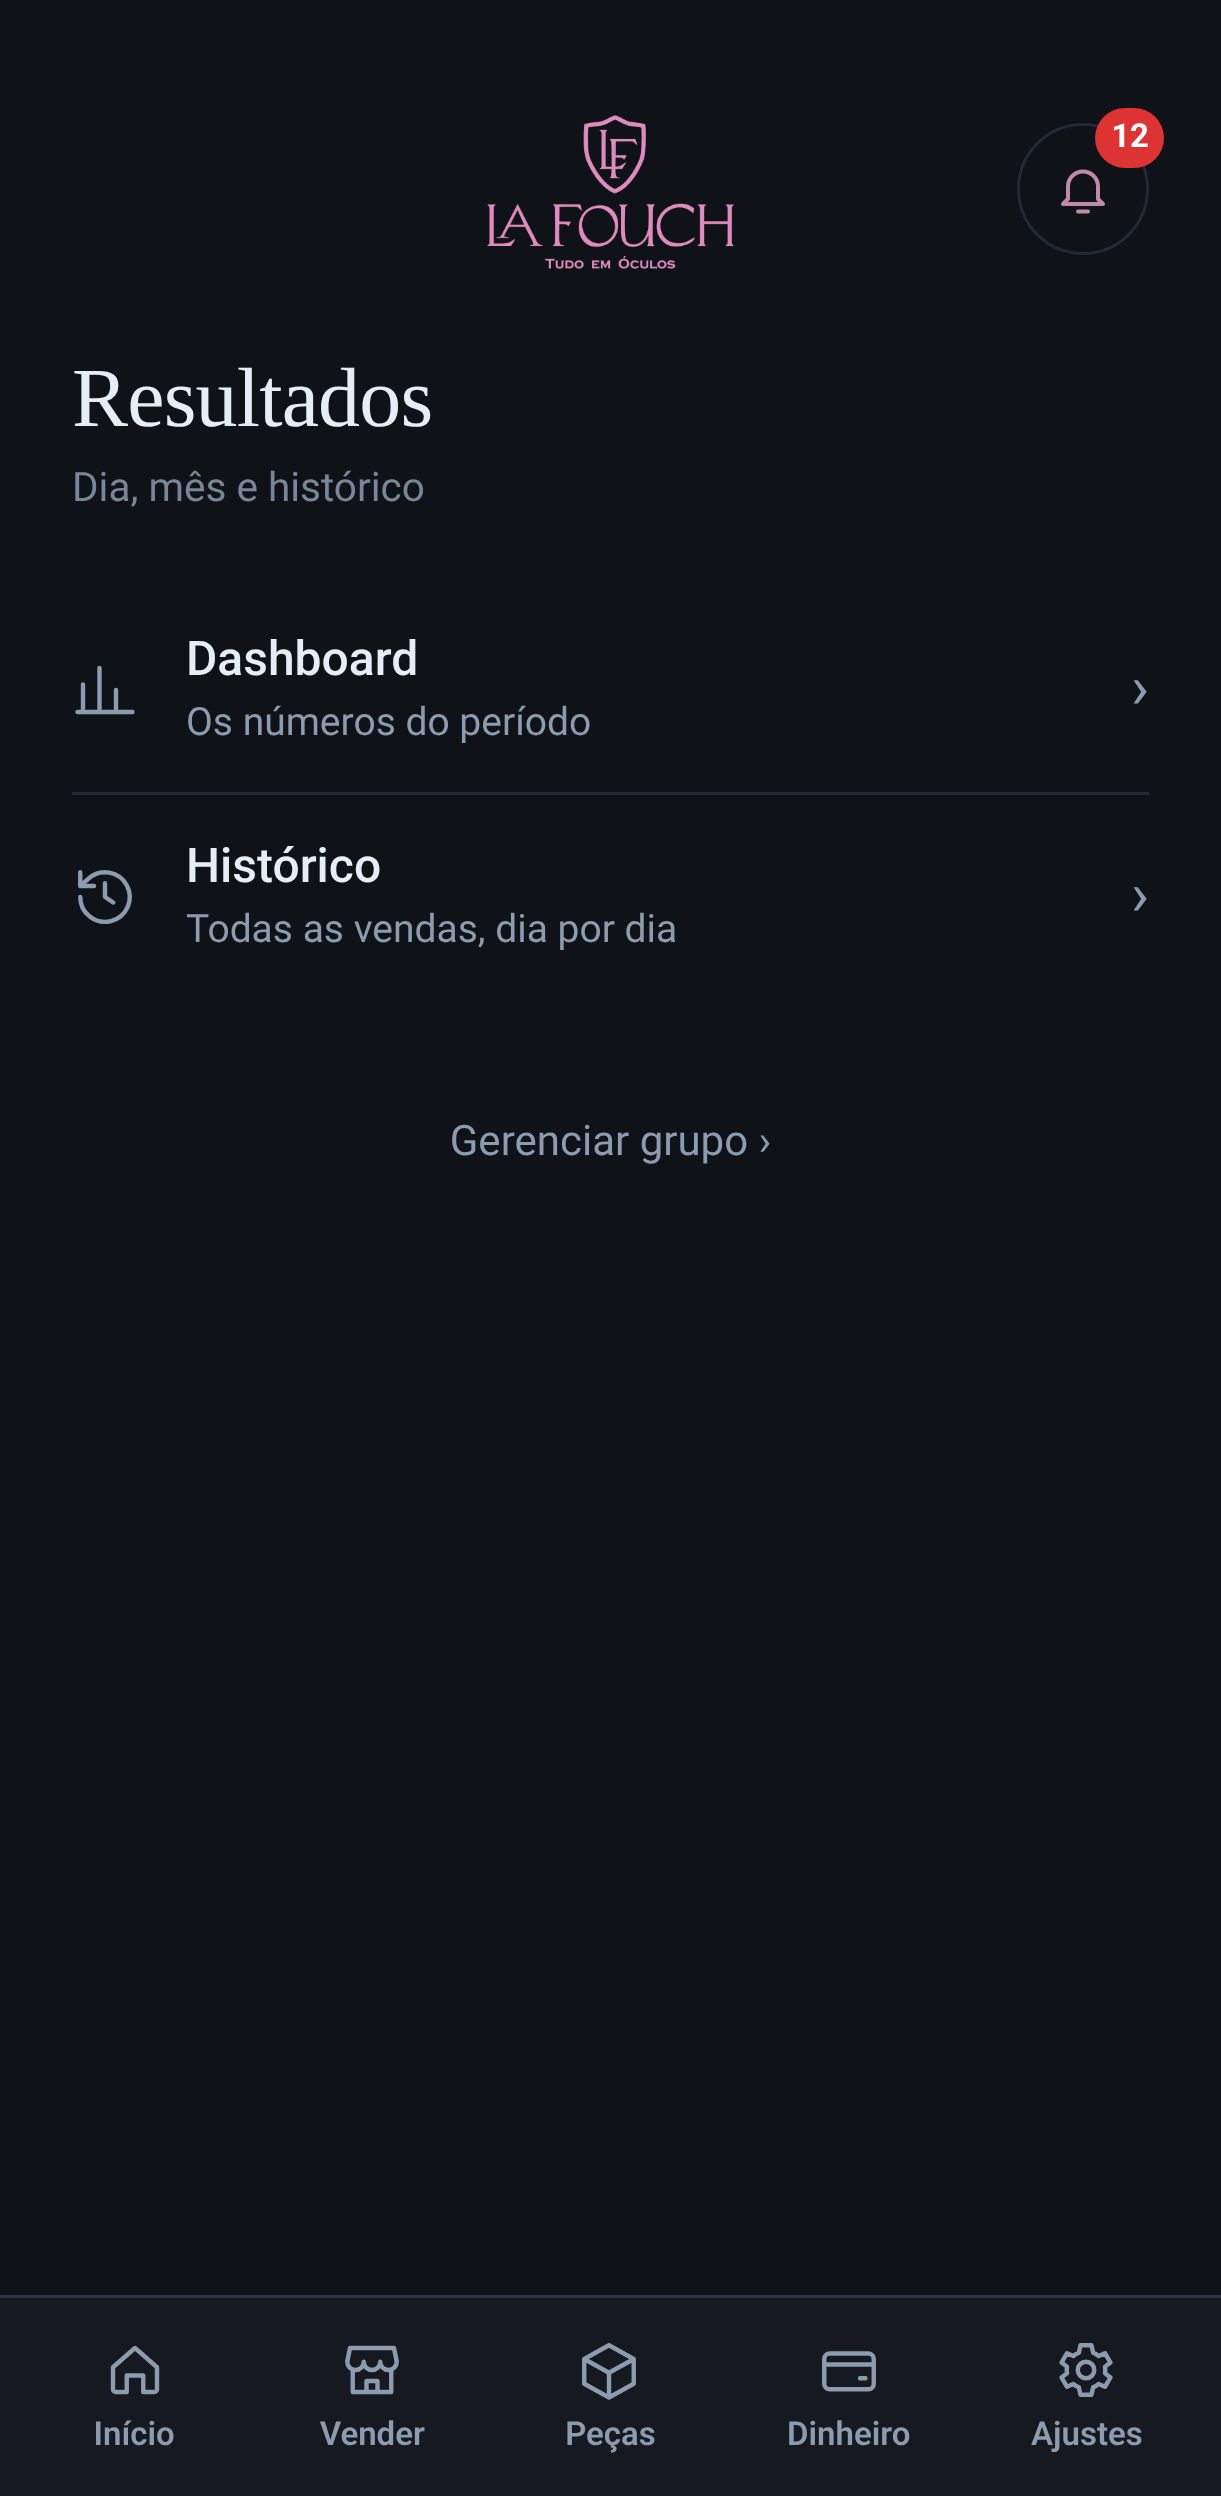 12
LF
LA FOUCH
TUDO EM ÓCULOS
Resultados
Dia, mês e histórico
Dashboard
Os números do período
›
Histórico
Todas as vendas, dia por dia
›
Gerenciar grupo ›
Início
Vender
Peças
Dinheiro
Ajustes